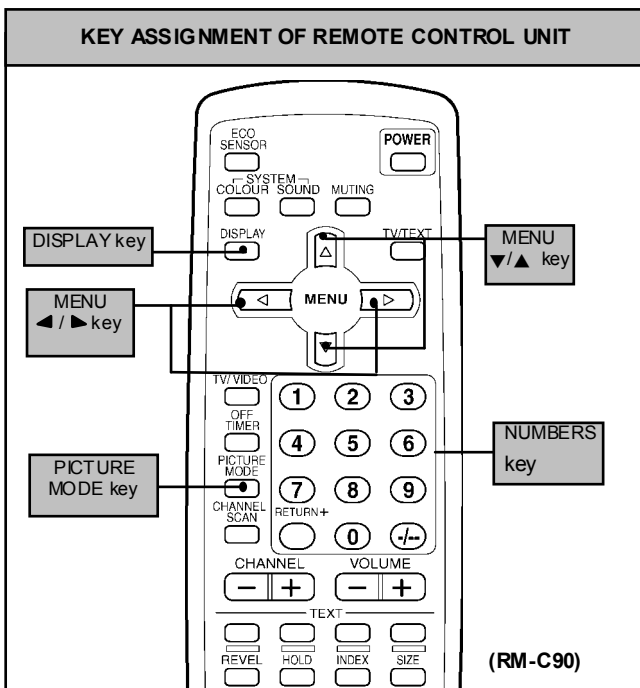 KEY ASSIGNMENT OF REMOTE CONTROL UNIT
ECO
SENSOR
POWER
SYSTEM
COLOUR SOUND MUTING
DISPLAY
TV/TEXT
DISPLAY key
MENU
▼/▲ key
△
MENU
◄ / ► key
◁ MENU ▷
▼
TV/VIDEO
1 2 3
OFF
TIMER
4 5 6
NUMBERS
key
PICTURE
MODE key
PICTURE
MODE
7 8 9
CHANNEL
SCAN
RETURN+
0 -/--
CHANNEL VOLUME
− + − +
TEXT
REVEL HOLD INDEX SIZE
(RM-C90)